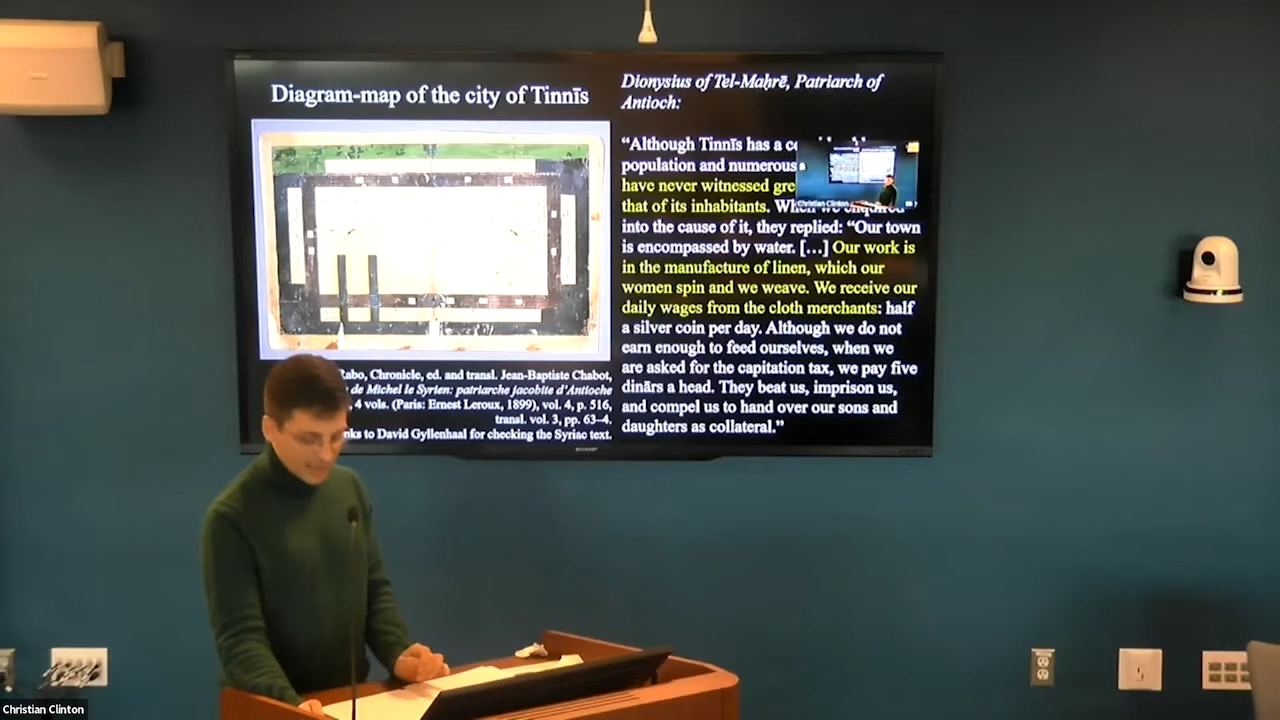 Diagram-map of the city of Tinnīs
Rabo, Chronicle, ed. and transl. Jean-Baptiste Chabot,
de Michel le Syrien: patriarche jacobite d'Antioche
4 vols. (Paris: Ernest Leroux, 1899), vol. 4, p. 516,
transl. vol. 3, pp. 63–4.
to David Gyllenhaal for checking the Syriac text.
Dionysius of Tel-Maḥrē, Patriarch of
Antioch:
“Although Tinnīs has a
population and numerous
have never witnessed
that of its inhabitants. When we enquired
into the cause of it, they replied: “Our town
is encompassed by water. […] Our work is
in the manufacture of linen, which our
women spin and we weave. We receive our
daily wages from the cloth merchants: half
a silver coin per day. Although we do not
earn enough to feed ourselves, when we
are asked for the capitation tax, we pay five
dinārs a head. They beat us, imprison us,
and compel us to hand over our sons and
daughters as collateral.”
Christian Clinton
SHARP
Christian Clinton